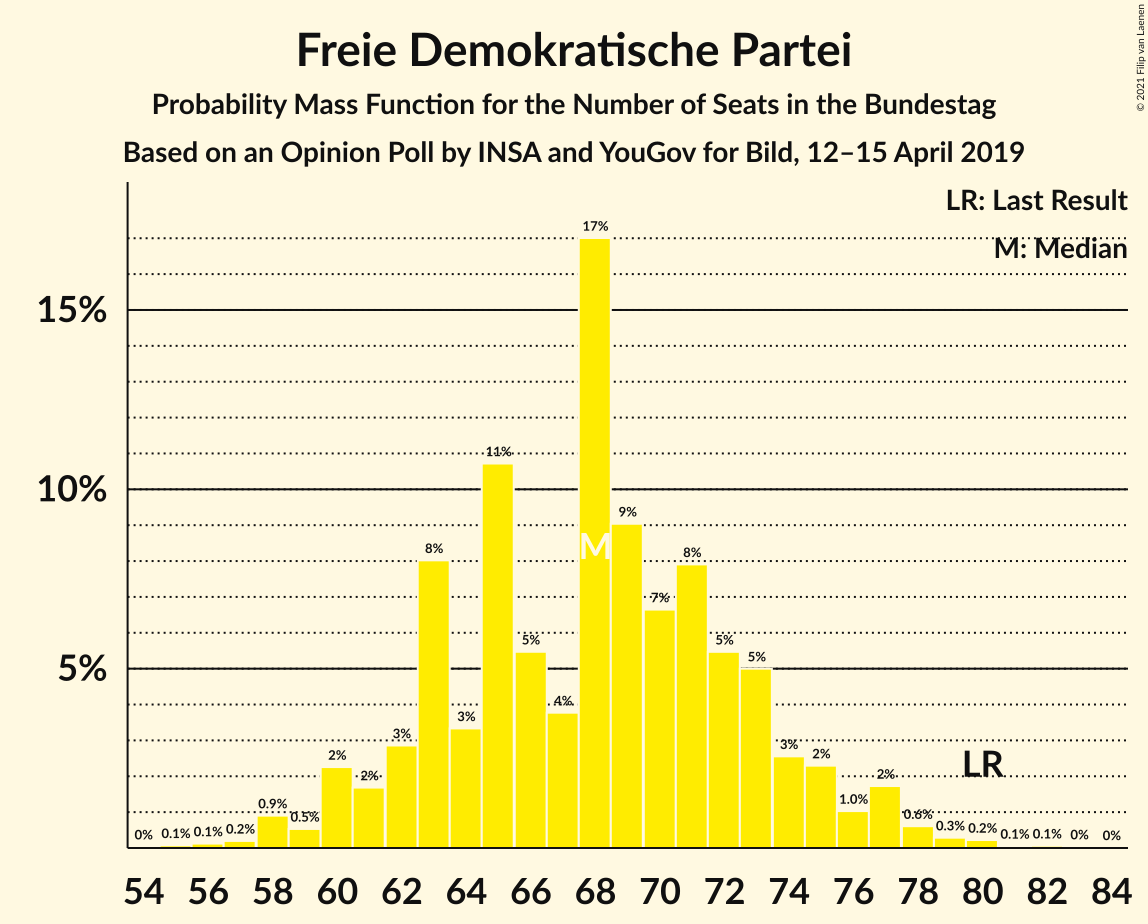 Freie Demokratische Partei
Probability Mass Function for the Number of Seats in the Bundestag
Based on an Opinion Poll by INSA and YouGov for Bild, 12–15 April 2019
© 2021 Filip van Laenen
LR: Last Result
M: Median
15%
10%
5%
0% 0.1% 0.1% 0.2% 0.9% 0.5% 2% 2% 3% 8% 3% 11% 5% 4% 17% 9% 7% 8% 5% 5% 3% 2% 1.0% 2% 0.6% 0.3% 0.2% 0.1% 0.1% 0% 0%
M
LR
54 56 58 60 62 64 66 68 70 72 74 76 78 80 82 84